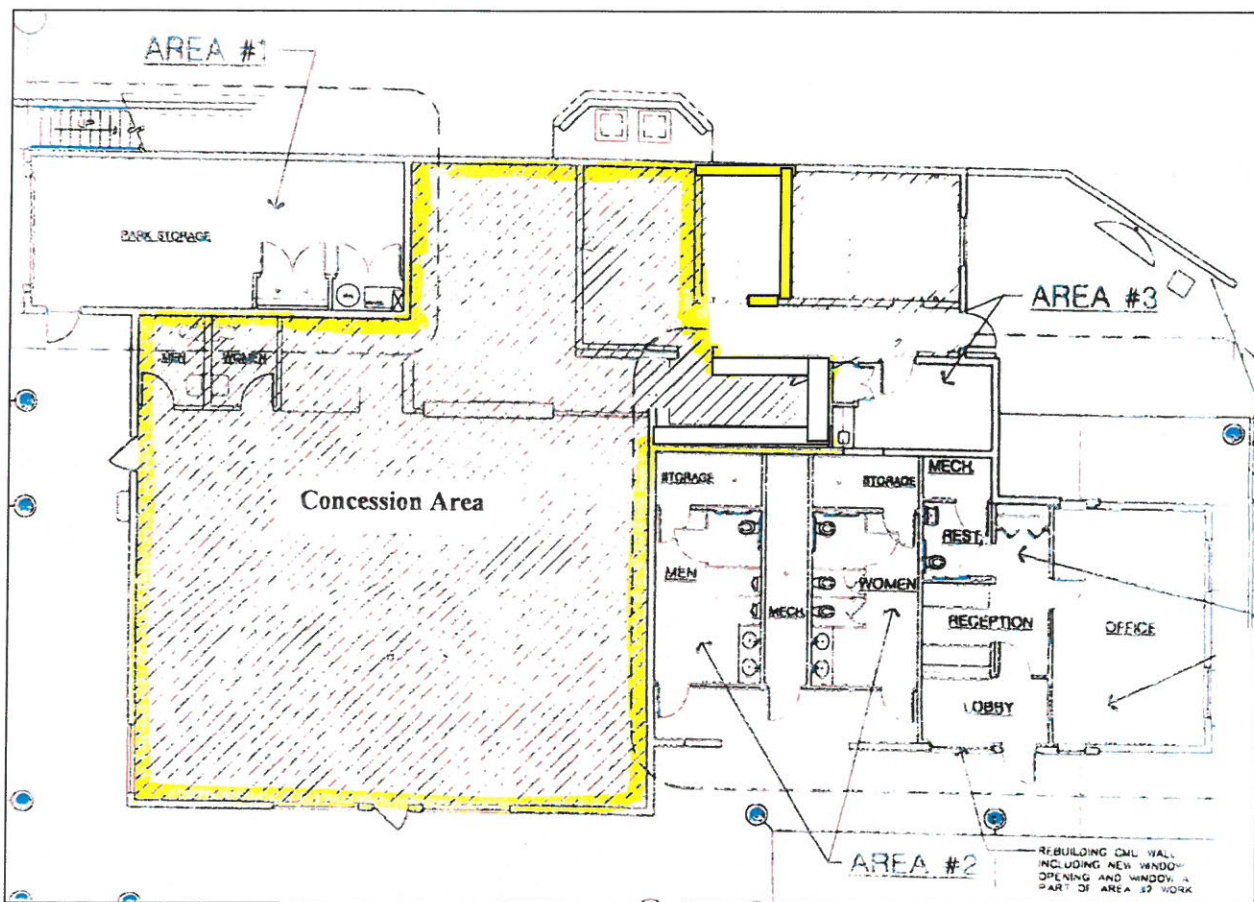 AREA #1
UP
PARK STORAGE
AREA #3
MEN
WOMEN
STORAGE
STORAGE
MECH.
Concession Area
REST.
MEN
WOMEN
MECH.
RECEPTION
OFFICE
LOBBY
AREA #2
REBUILDING CMU WALL
INCLUDING NEW WINDOW
OPENING AND WINDOW A
PART OF AREA #2 WORK